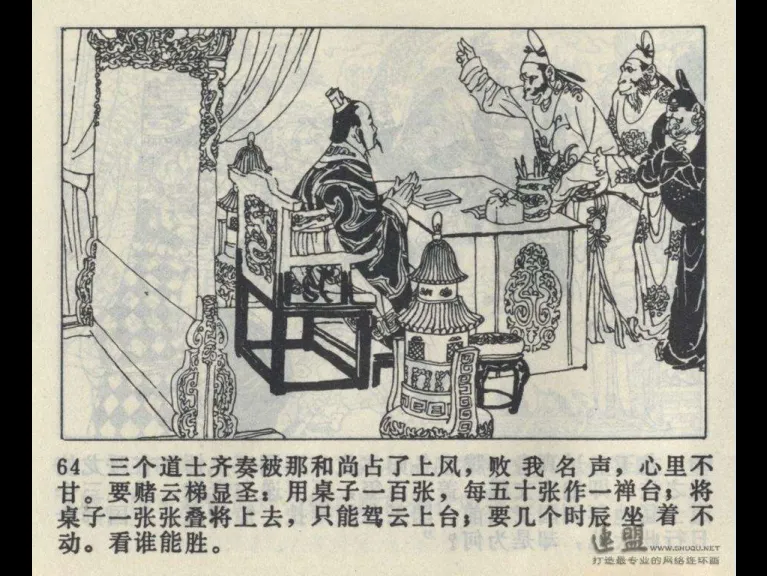 64　三个道士齐奏被那和尚占了上风，败我名声，心里不
甘。要赌云梯显圣；用桌子一百张，每五十张作一禅台；将
桌子一张张叠将上去，只能驾云上台；要几个时辰坐着不
动。看谁能胜。
连盟 WWW.SHUQU.NET
打造最专业的网络连环画